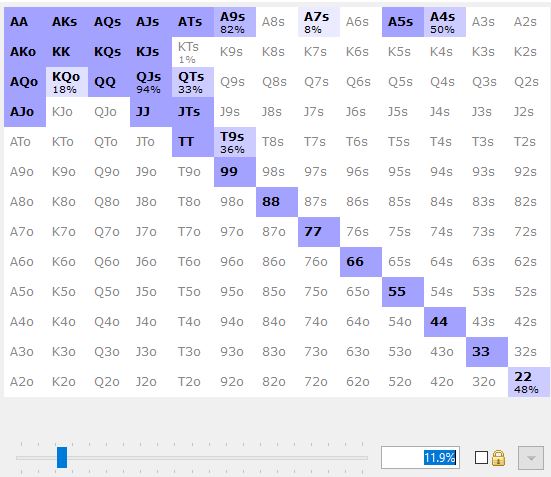 AA AKs AQs AJs ATs A9s 82% A8s A7s 8% A6s A5s A4s 50% A3s A2s
AKo KK KQs KJs KTs 1% K9s K8s K7s K6s K5s K4s K3s K2s
AQo KQo 18% QQ QJs 94% QTs 33% Q9s Q8s Q7s Q6s Q5s Q4s Q3s Q2s
AJo KJo QJo JJ JTs J9s J8s J7s J6s J5s J4s J3s J2s
ATo KTo QTo JTo TT T9s 36% T8s T7s T6s T5s T4s T3s T2s
A9o K9o Q9o J9o T9o 99 98s 97s 96s 95s 94s 93s 92s
A8o K8o Q8o J8o T8o 98o 88 87s 86s 85s 84s 83s 82s
A7o K7o Q7o J7o T7o 97o 87o 77 76s 75s 74s 73s 72s
A6o K6o Q6o J6o T6o 96o 86o 76o 66 65s 64s 63s 62s
A5o K5o Q5o J5o T5o 95o 85o 75o 65o 55 54s 53s 52s
A4o K4o Q4o J4o T4o 94o 84o 74o 64o 54o 44 43s 42s
A3o K3o Q3o J3o T3o 93o 83o 73o 63o 53o 43o 33 32s
A2o K2o Q2o J2o T2o 92o 82o 72o 62o 52o 42o 32o 22 48%
11.9%